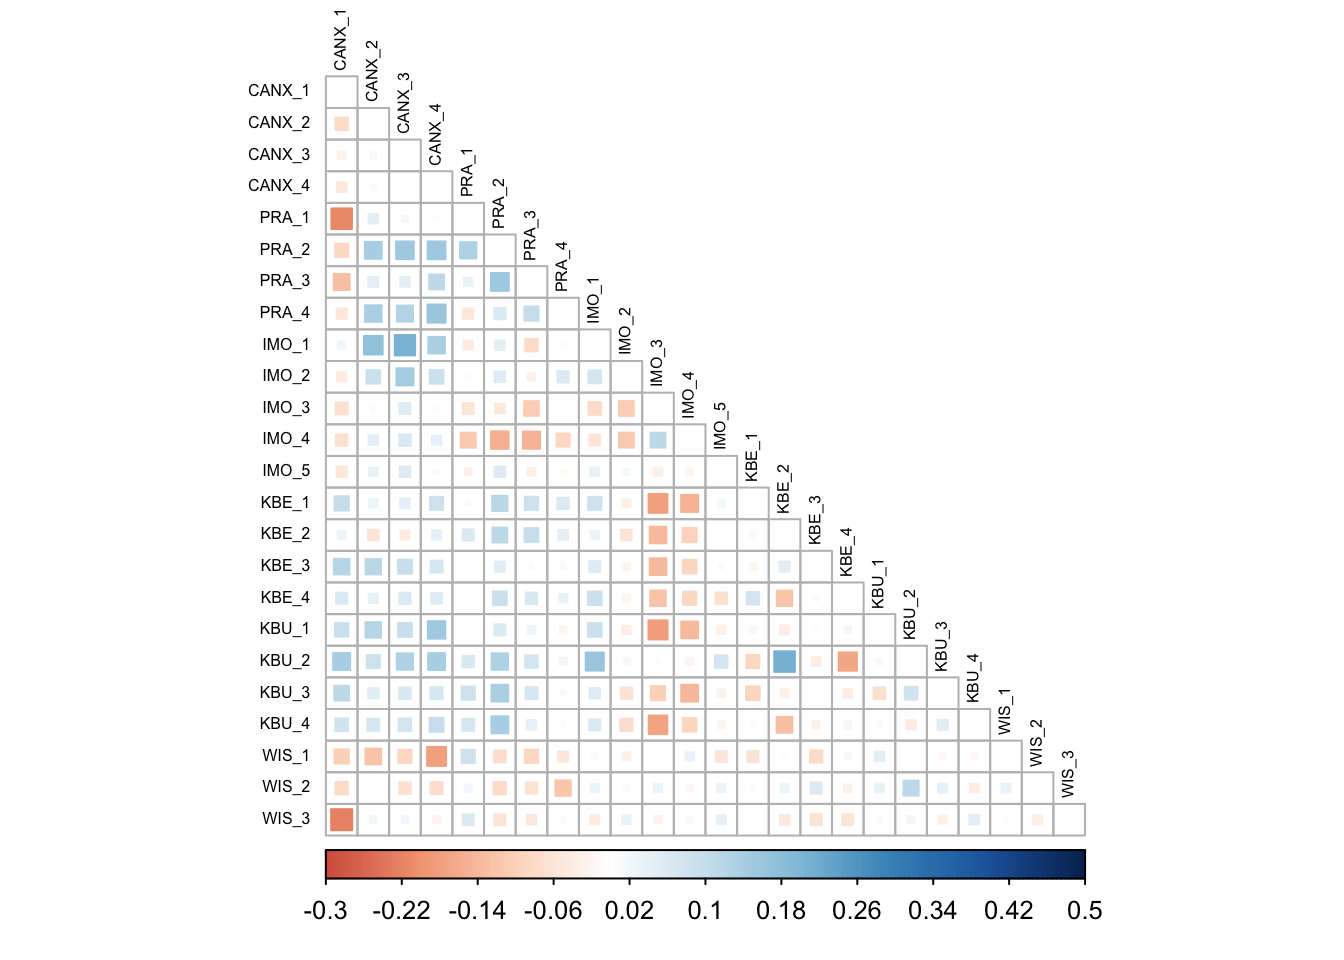 CANX_1
CANX_2
CANX_3
CANX_4
PRA_1
PRA_2
PRA_3
PRA_4
IMO_1
IMO_2
IMO_3
IMO_4
IMO_5
KBE_1
KBE_2
KBE_3
KBE_4
KBU_1
KBU_2
KBU_3
KBU_4
WIS_1
WIS_2
WIS_3
CANX_1
CANX_2
CANX_3
CANX_4
PRA_1
PRA_2
PRA_3
PRA_4
IMO_1
IMO_2
IMO_3
IMO_4
IMO_5
KBE_1
KBE_2
KBE_3
KBE_4
KBU_1
KBU_2
KBU_3
KBU_4
WIS_1
WIS_2
WIS_3
-0.3 -0.22 -0.14 -0.06 0.02 0.1 0.18 0.26 0.34 0.42 0.5